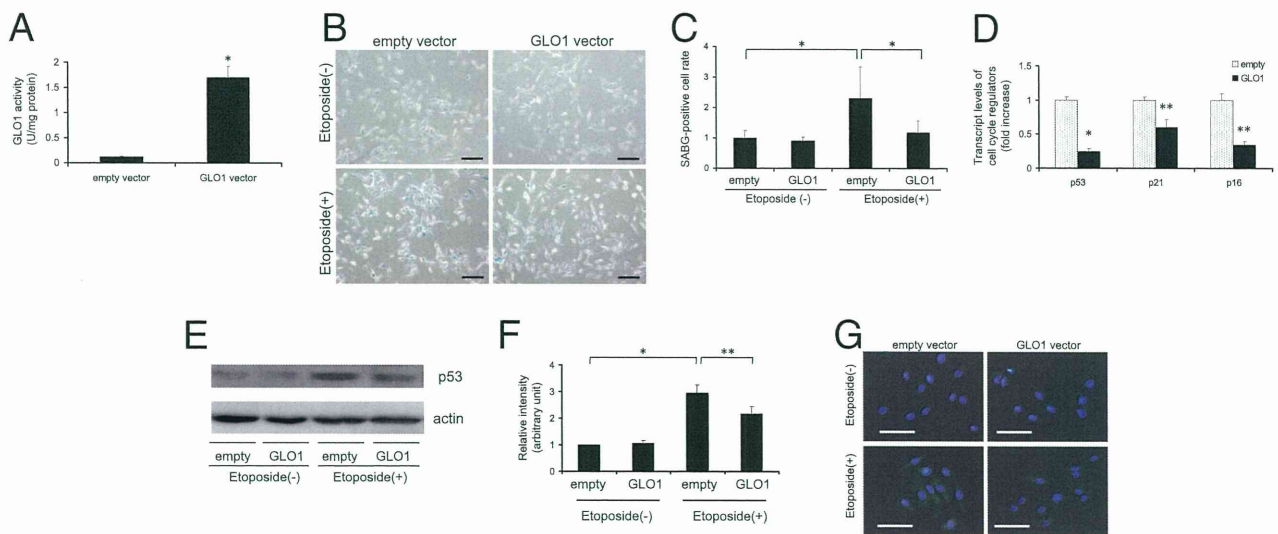 A
GLO1 activity
(U/mg protein)
2
1.5
1
0.5
0
*
empty vector
GLO1 vector
B
empty vector
GLO1 vector
Etoposide(-)
Etoposide(+)
C
SABG-positive cell rate
4
3
2
1
0
*
*
empty
GLO1
empty
GLO1
Etoposide (-)
Etoposide(+)
D
Transcript levels of
cell cycle regulators
(fold increase)
1.5
1.0
0.5
0
empty
GLO1
*
**
**
p53
p21
p16
E
p53
actin
empty
GLO1
empty
GLO1
Etoposide(-)
Etoposide(+)
F
Relative intensity
(arbitrary unit)
4
3
2
1
0
*
**
empty
GLO1
empty
GLO1
Etoposide(-)
Etoposide(+)
G
empty vector
GLO1 vector
Etoposide(-)
Etoposide(+)